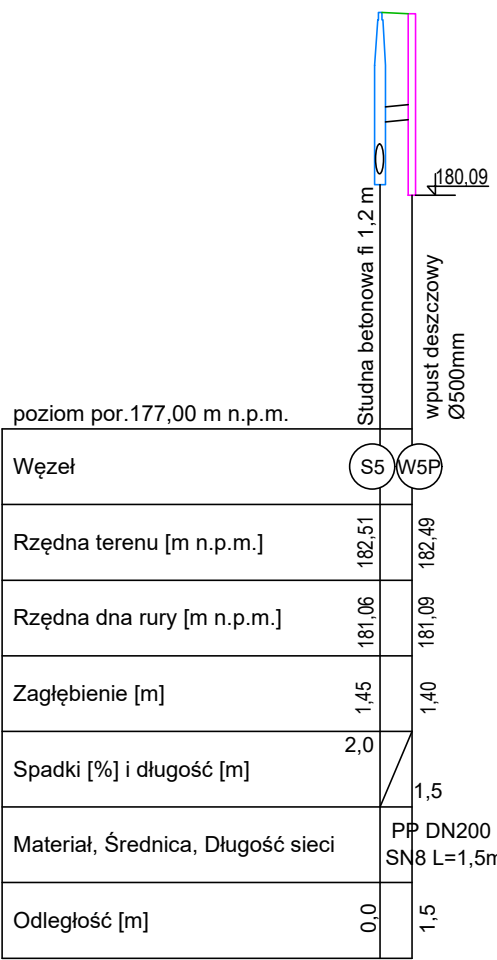 180,09
Studna betonowa fi 1,2 m
wpust deszczowy
Ø500mm
poziom por.177,00 m n.p.m.
Węzeł
S5
W5P
Rzędna terenu [m n.p.m.]
182,51
182,49
Rzędna dna rury [m n.p.m.]
181,06
181,09
Zagłębienie [m]
1,45
1,40
Spadki [%] i długość [m]
2,0
1,5
Materiał, Średnica, Długość sieci
PP DN200
SN8 L=1,5m
Odległość [m]
0,0
1,5